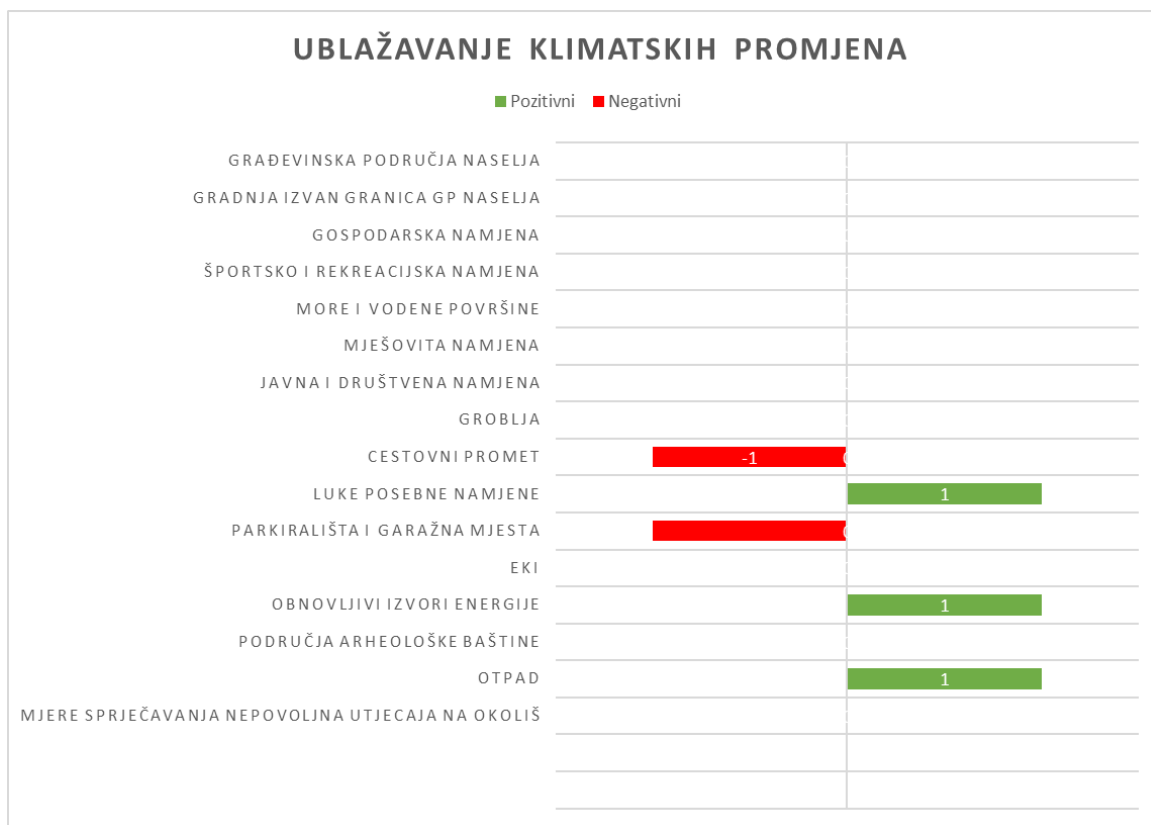 UBLAŽAVANJE KLIMATSKIH PROMJENA
Pozitivni Negativni
GRAĐEVINSKA PODRUČJA NASELJA
GRADNJA IZVAN GRANICA GP NASELJA
GOSPODARSKA NAMJENA
ŠPORTSKO I REKREACIJSKA NAMJENA
MORE I VODENE POVRŠINE
MJEŠOVITA NAMJENA
JAVNA I DRUŠTVENA NAMJENA
GROBLJA
CESTOVNI PROMET -1
LUKE POSEBNE NAMJENE 1
PARKIRALIŠTA I GARAŽNA MJESTA
EKI
OBNOVLJIVI IZVORI ENERGIJE 1
PODRUČJA ARHEOLOŠKE BAŠTINE
OTPAD 1
MJERE SPRJEČAVANJA NEPOVOLJNA UTJECAJA NA OKOLIŠ